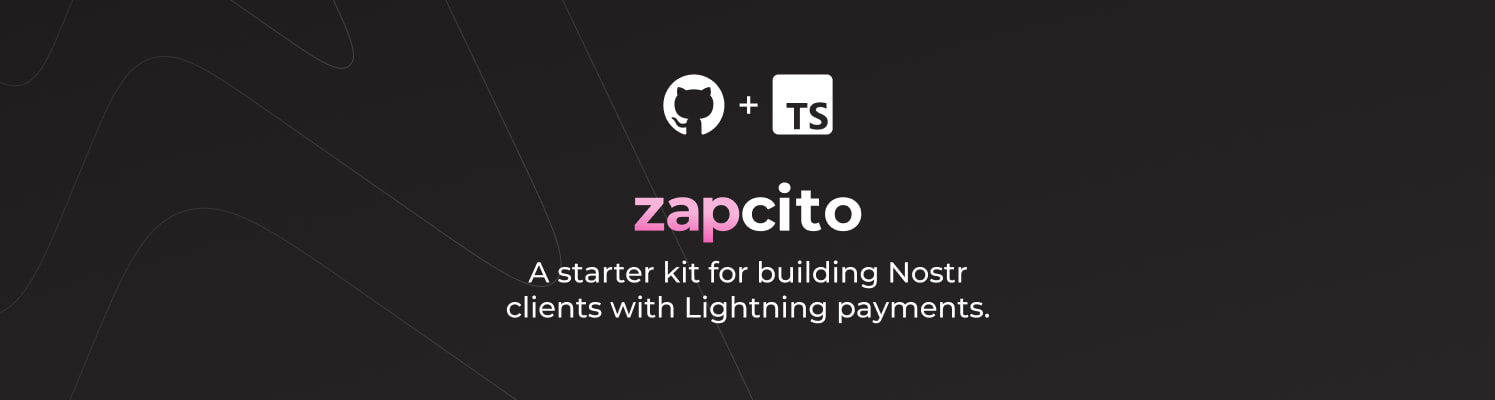 + TS
zapcito
A starter kit for building Nostr
clients with Lightning payments.